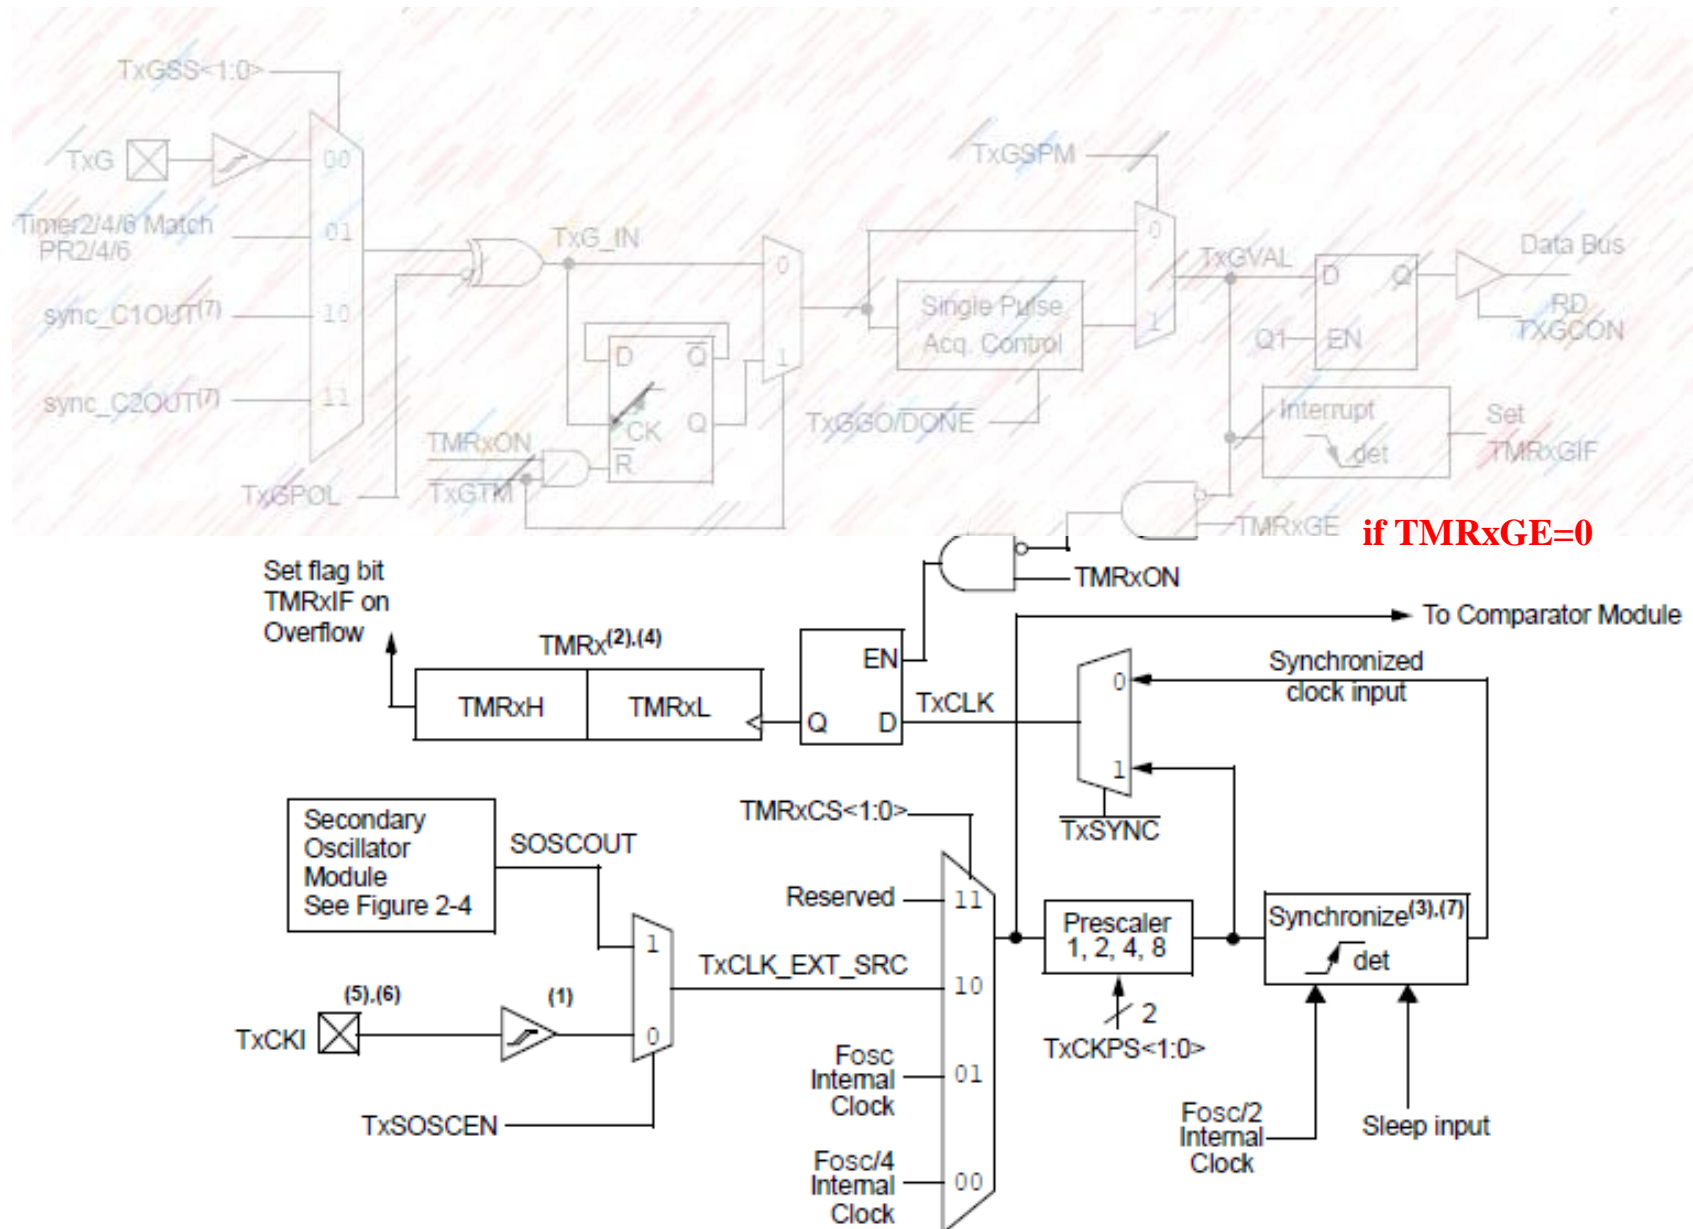 TxGSS<1:0>
TxG
00
TxGSPM
Timer2/4/6 Match
PR2/4/6
01
TxG_IN
0
0
TxGVAL
D
Q
Data Bus
sync_C1OUT(7)
10
Single Pulse
Acq. Control
1
RD
TXGCON
Q1
EN
D
Q
1
sync_C2OUT(7)
11
CK
Q
TxGGO/DONE
Interrupt
det
Set
TMRxGIF
TMRxON
R
TxGTM
TxGPOL
TMRxGE
if TMRxGE=0
Set flag bit
TMRxIF on
Overflow
TMRxON
To Comparator Module
TMRx(2),(4)
EN
Synchronized
clock input
0
TMRxH
TMRxL
Q
D
TxCLK
1
TMRxCS<1:0>
TxSYNC
Secondary
Oscillator
Module
See Figure 2-4
SOSCOUT
Reserved
11
Prescaler
1, 2, 4, 8
Synchronize(3),(7)
det
1
TxCLK_EXT_SRC
10
(5),(6)
(1)
2
TxCKI
0
TxCKPS<1:0>
Fosc
Internal
Clock
01
TxSOSCEN
Fosc/2
Internal
Clock
Sleep input
Fosc/4
Internal
Clock
00